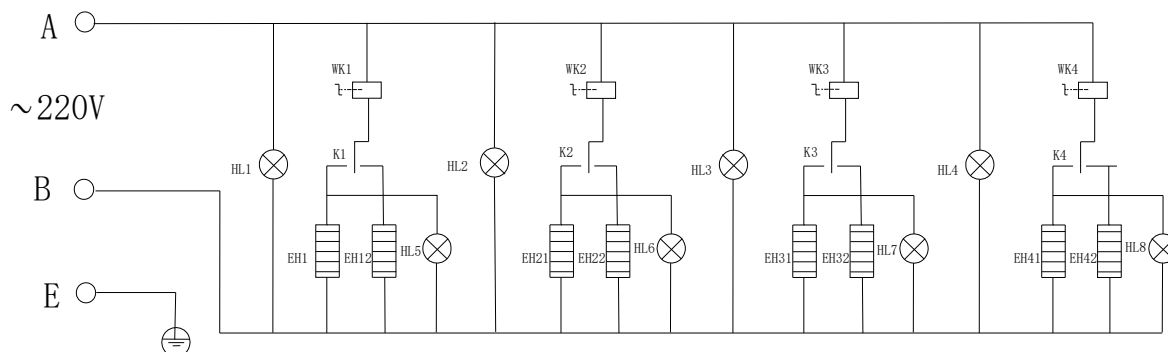 A
WK1 WK2 WK3 WK4
~220V
K1 K2 K3 K4
HL1 HL2 HL3 HL4
B
EH1 EH12 HL5 EH21 EH22 HL6 EH31 EH32 HL7 EH41 EH42 HL8
E